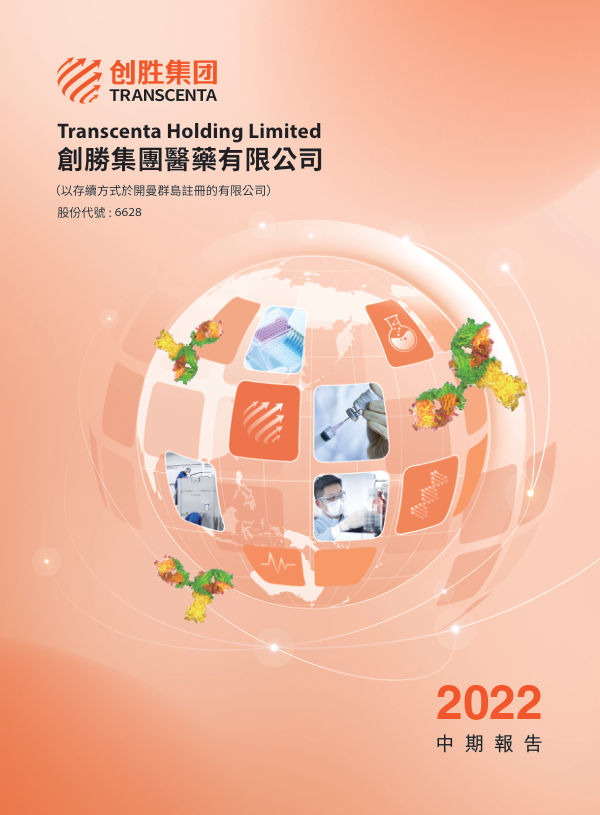 创胜集团
TRANSCENTA
Transcenta Holding Limited
創勝集團醫藥有限公司
（以存續方式於開曼群島註冊的有限公司）
股份代號 : 6628
2022
中期報告